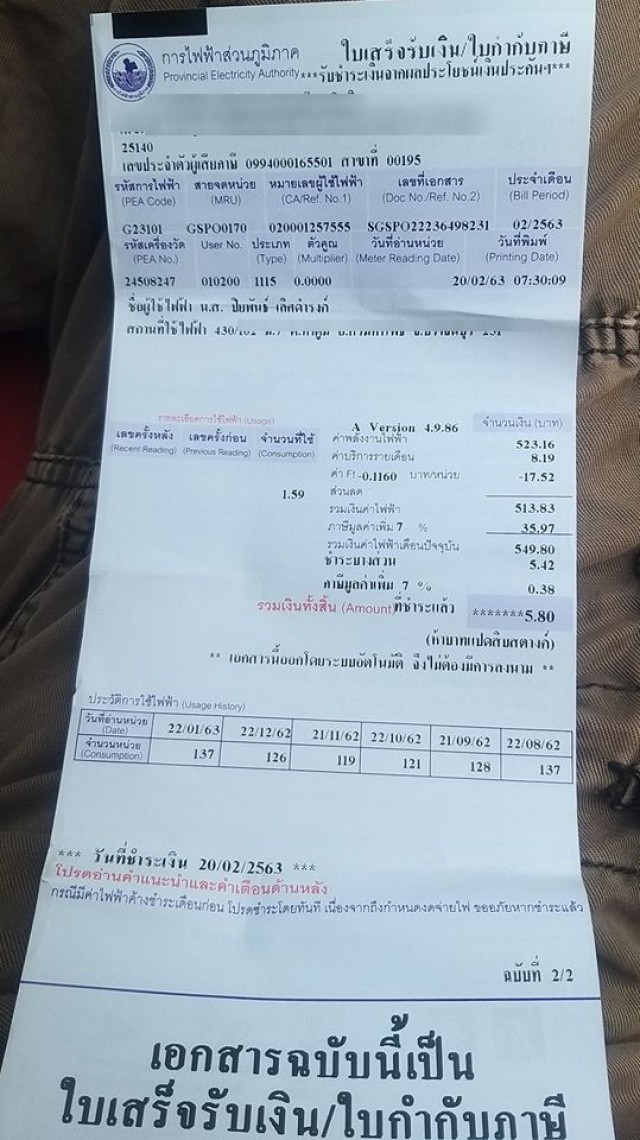 การไฟฟ้าส่วนภูมิภาค
Provincial Electricity Authority
ใบเสร็จรับเงิน/ใบกำกับภาษี
***รับชำระเงินจากผลประโยชน์เงินประกันฯ***
25140
เลขประจำตัวผู้เสียภาษี 0994000165501 สาขาที่ 00195
รหัสการไฟฟ้า สายจดหน่วย หมายเลขผู้ใช้ไฟฟ้า เลขที่เอกสาร ประจำเดือน
(PEA Code) (MRU) (CA/Ref. No.1) (Doc No./Ref. No.2) (Bill Period)
G23101 GSPO0170 020001257555 SGSPO22236498231 02/2563
รหัสเครื่องวัด User No. ประเภท ตัวคูณ วันที่อ่านหน่วย วันที่พิมพ์
(PEA No.) (Type) (Multiplier) (Meter Reading Date) (Printing Date)
24508247 010200 1115 0.0000 20/02/63 07:30:09
ชื่อผู้ใช้ไฟฟ้า น.ส. ปิยพันธ์ เลิศดำรงก์
สถานที่ใช้ไฟฟ้า
รายละเอียดการใช้ไฟฟ้า (Usage)
เลขครั้งหลัง เลขครั้งก่อน จำนวนที่ใช้
(Recent Reading) (Previous Reading) (Consumption)
1.59
A Version 4.9.86 จำนวนเงิน (บาท)
ค่าพลังงานไฟฟ้า 523.16
ค่าบริการรายเดือน 8.19
ค่า Ft -0.1160 บาท/หน่วย -17.52
ส่วนลด
รวมเงินค่าไฟฟ้า 513.83
ภาษีมูลค่าเพิ่ม 7 % 35.97
รวมเงินค่าไฟฟ้าเดือนปัจจุบัน 549.80
ชำระบางส่วน 5.42
ภาษีมูลค่าเพิ่ม 7 % 0.38
รวมเงินทั้งสิ้น (Amount) ที่ชำระแล้ว *******5.80
(ห้าบาทแปดสิบสตางค์)
** เอกสารนี้ออกโดยระบบอัตโนมัติ จึงไม่ต้องมีการลงนาม **
ประวัติการใช้ไฟฟ้า (Usage History)
วันที่อ่านหน่วย (Date) 22/01/63 22/12/62 21/11/62 22/10/62 21/09/62 22/08/62
จำนวนหน่วย (Consumption) 137 126 119 121 128 137
*** วันที่ชำระเงิน 20/02/2563 ***
โปรดอ่านคำแนะนำและคำเตือนด้านหลัง
กรณีมีค่าไฟฟ้าค้างชำระเดือนก่อน โปรดชำระโดยทันที เนื่องจากถึงกำหนดงดจ่ายไฟ ขออภัยหากชำระแล้ว
ฉบับที่ 2/2
เอกสารฉบับนี้เป็น
ใบเสร็จรับเงิน/ใบกำกับภาษี